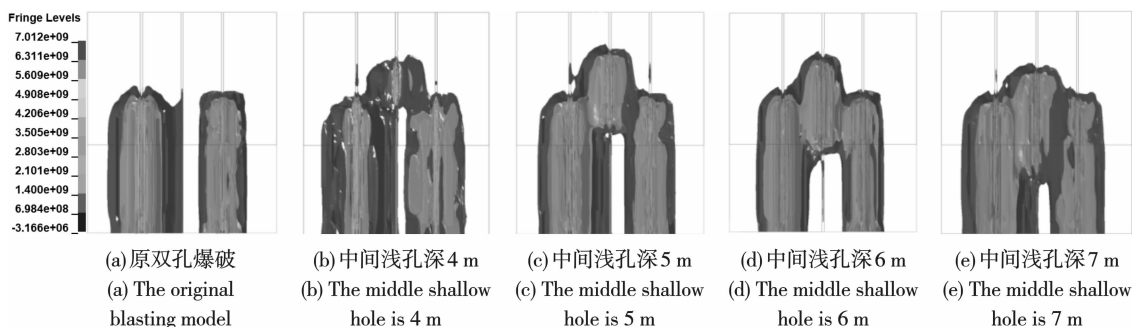 Fringe Levels
7.012e+09
6.311e+09
5.609e+09
4.908e+09
4.206e+09
3.505e+09
2.803e+09
2.101e+09
1.400e+09
6.984e+08
-3.166e+06
(a)原双孔爆破
(a) The original
blasting model
(b)中间浅孔深4 m
(b) The middle shallow
hole is 4 m
(c)中间浅孔深5 m
(c) The middle shallow
hole is 5 m
(d)中间浅孔深6 m
(d) The middle shallow
hole is 6 m
(e)中间浅孔深7 m
(e) The middle shallow
hole is 7 m